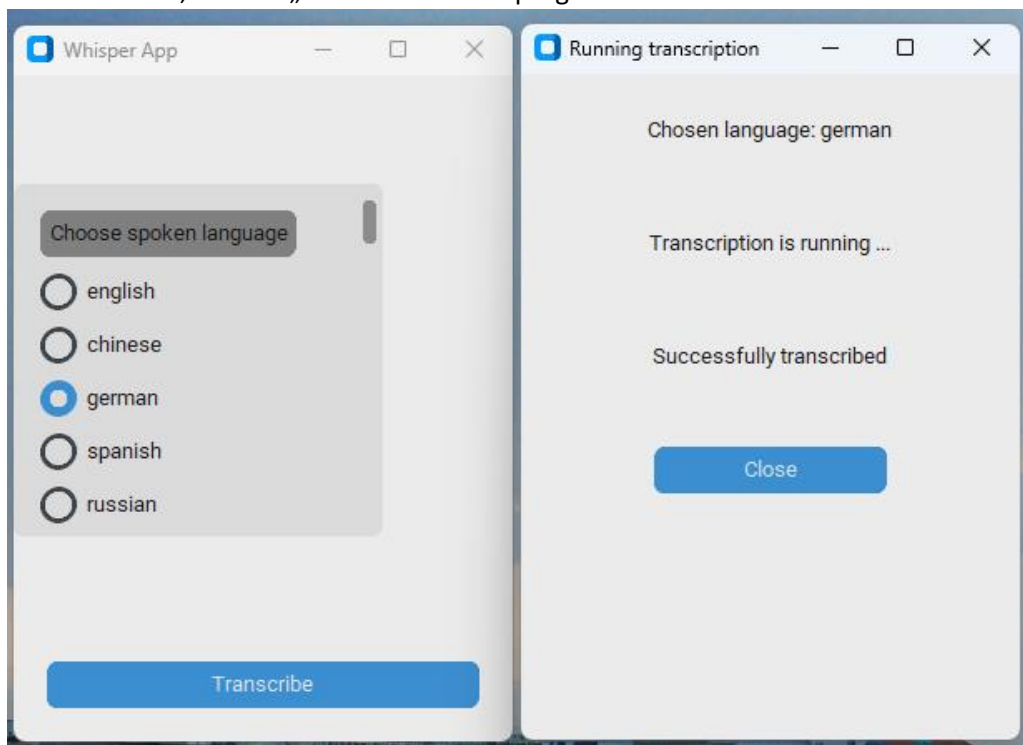 Whisper App
Choose spoken language
english
chinese
german
spanish
russian
Transcribe
Running transcription
Chosen language: german
Transcription is running ...
Successfully transcribed
Close